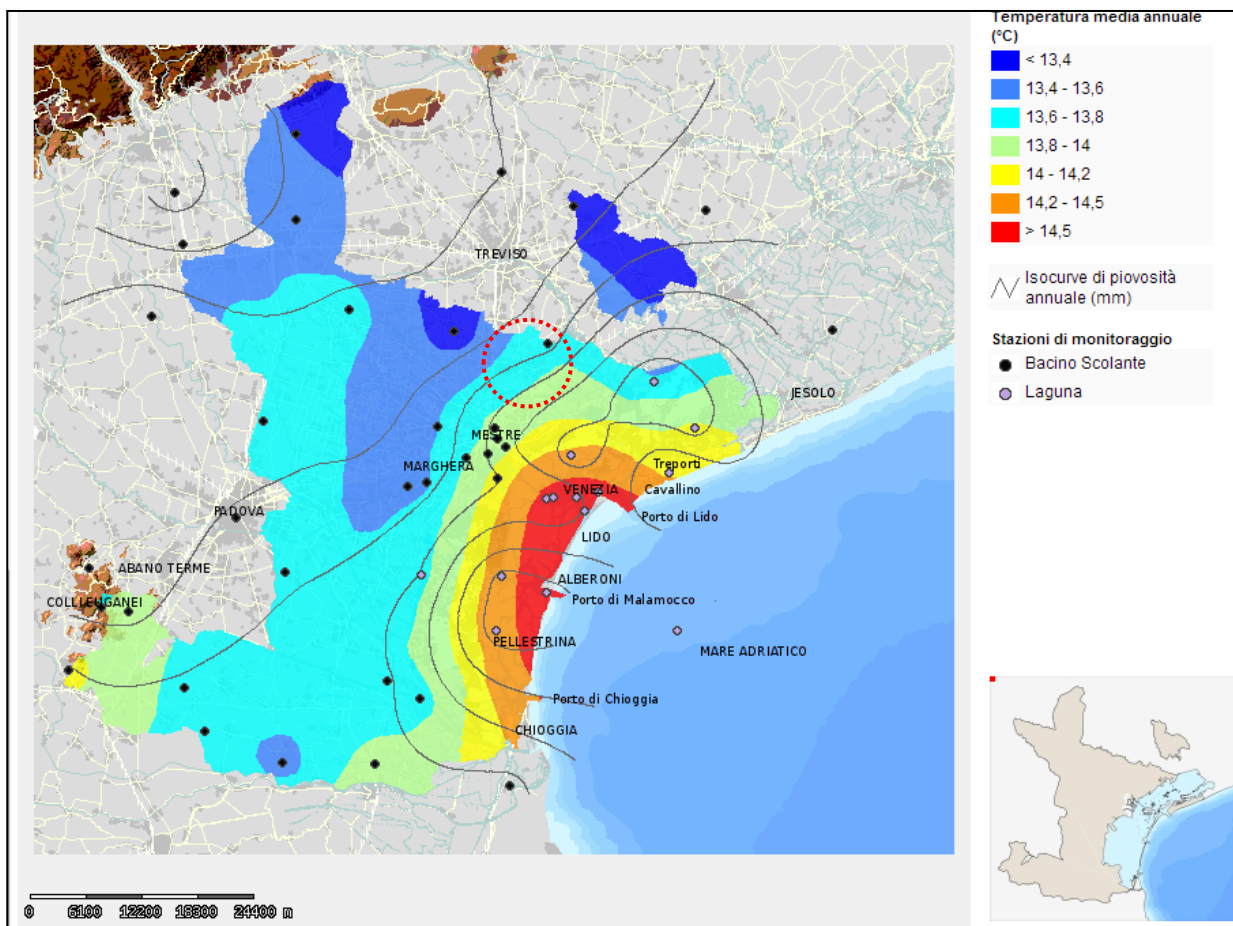 Temperatura media annuale
(°C)
< 13,4
13,4 - 13,6
13,6 - 13,8
13,8 - 14
14 - 14,2
14,2 - 14,5
> 14,5
Isocurve di piovosità
annuale (mm)
Stazioni di monitoraggio
Bacino Scolante
Laguna
TREVISO
JESOLO
MESTRE
MARGHERA
Treporti
VENEZIA
Cavallino
PADOVA
Porto di Lido
LIDO
ABANO TERME
ALBERONI
COLLI EUGANEI
Porto di Malamocco
PELLESTRINA
MARE ADRIATICO
Porto di Chioggia
CHIOGGIA
0 6100 12200 18300 24400 m